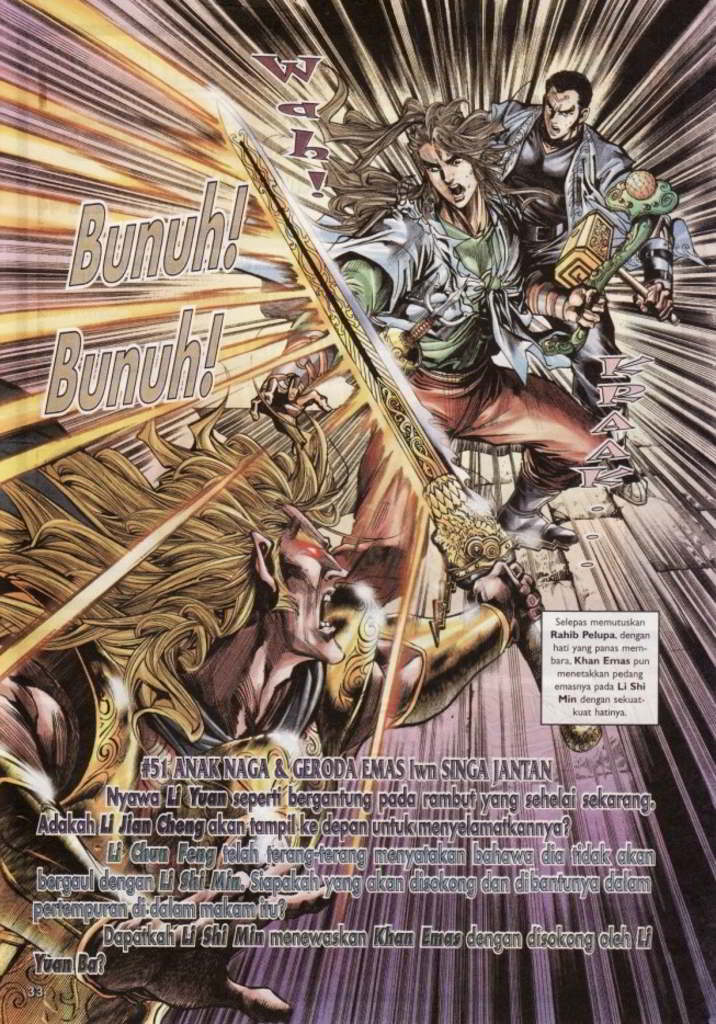 Wah!
Bunuh!
Bunuh!
KRAAK...
Selepas memutuskan
Rahib Pelupa, dengan
hati yang panas mem-
bara, Khan Emas pun
menetakkan pedang
emasnya pada Li Shi
Min dengan sekuat-
kuat hatinya.
#51 ANAK NAGA & GERODA EMAS lwn SINGA JANTAN
Nyawa Li Yuan seperti bergantung pada rambut yang sehelai sekarang.
Adakah Li Jian Cheng akan tampil ke depan untuk menyelamatkannya?
Li Chun Feng telah terang-terang menyatakan bahawa dia tidak akan
bergaul dengan Li Shi Min. Siapakah yang akan disokong dan dibantunya dalam
pertempuran di dalam makam itu?
Dapatkah Li Shi Min menewaskan Khan Emas dengan disokong oleh Li
Yuan Ba?
33